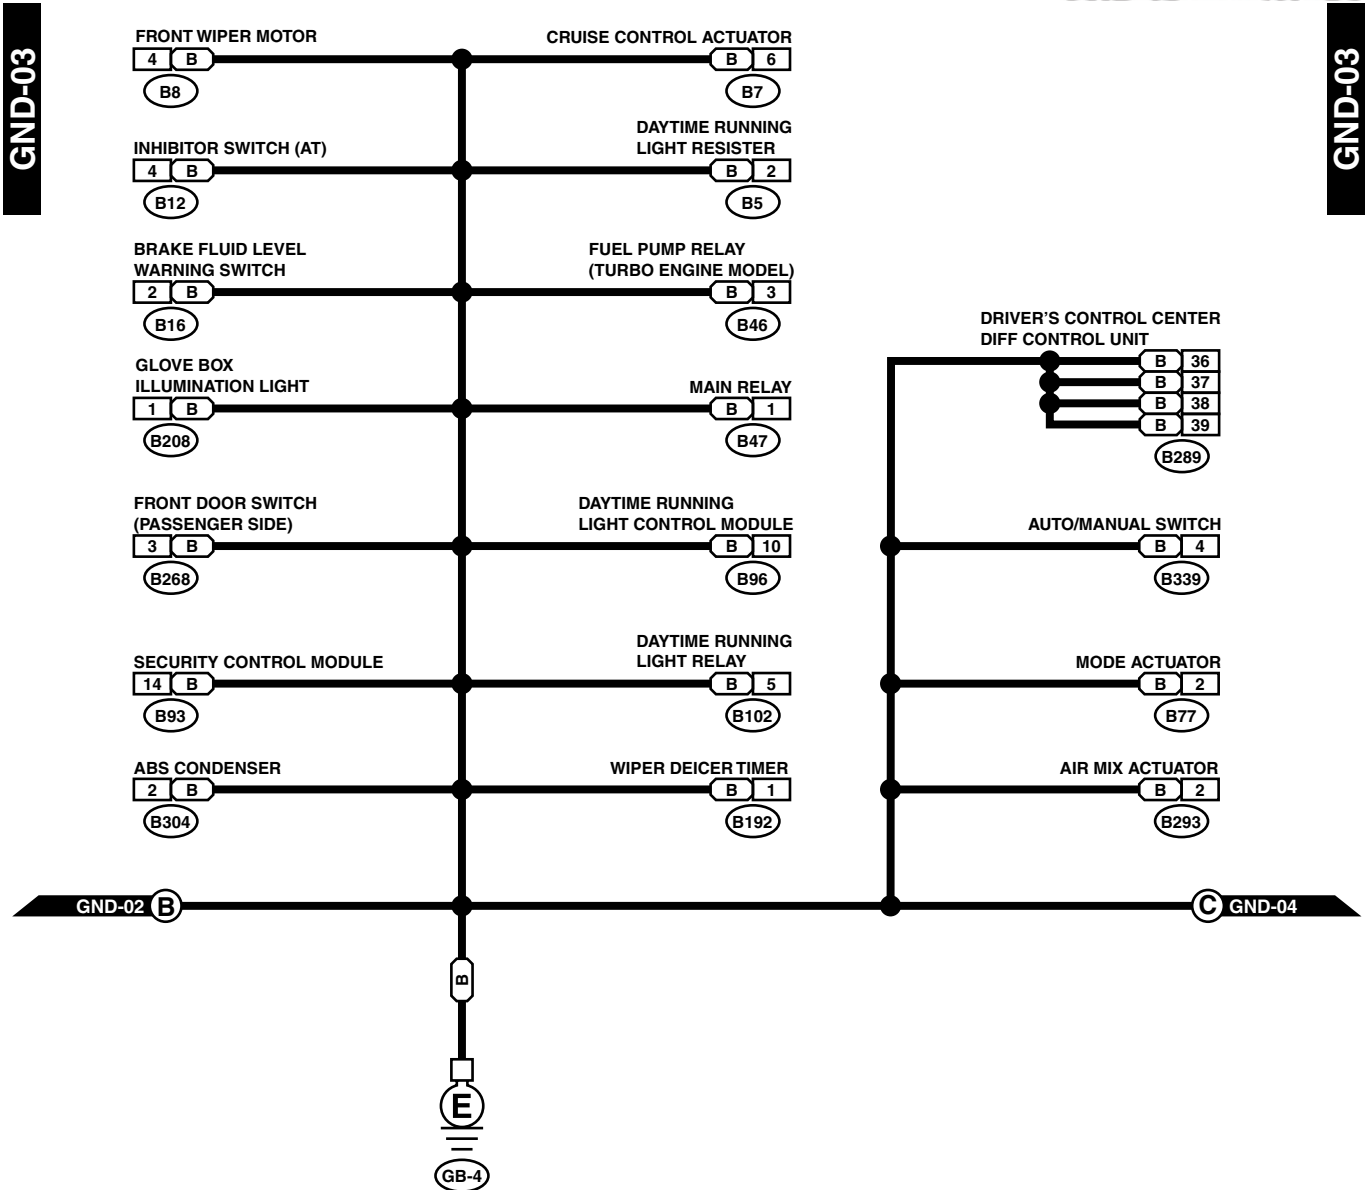 GND-03
GND-03
FRONT WIPER MOTOR
4 B
B8
CRUISE CONTROL ACTUATOR
B 6
B7
INHIBITOR SWITCH (AT)
4 B
B12
DAYTIME RUNNING
LIGHT RESISTER
B 2
B5
BRAKE FLUID LEVEL
WARNING SWITCH
2 B
B16
FUEL PUMP RELAY
(TURBO ENGINE MODEL)
B 3
B46
GLOVE BOX
ILLUMINATION LIGHT
1 B
B208
MAIN RELAY
B 1
B47
FRONT DOOR SWITCH
(PASSENGER SIDE)
3 B
B268
DAYTIME RUNNING
LIGHT CONTROL MODULE
B 10
B96
SECURITY CONTROL MODULE
14 B
B93
DAYTIME RUNNING
LIGHT RELAY
B 5
B102
ABS CONDENSER
2 B
B304
WIPER DEICER TIMER
B 1
B192
DRIVER'S CONTROL CENTER
DIFF CONTROL UNIT
B 36
B 37
B 38
B 39
B289
AUTO/MANUAL SWITCH
B 4
B339
MODE ACTUATOR
B 2
B77
AIR MIX ACTUATOR
B 2
B293
GND-02 B
C GND-04
B
E
GB-4